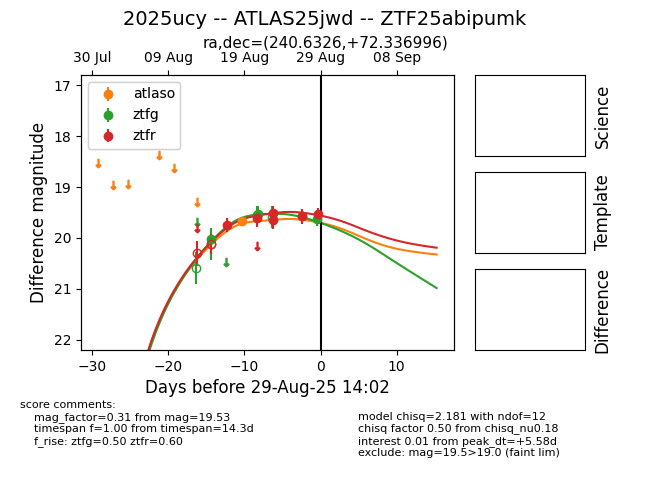 2025ucy -- ATLAS25jwd -- ZTF25abipumk
ra,dec=(240.6326,+72.336996)
30 Jul 09 Aug 19 Aug 29 Aug 08 Sep
17
18
19
20
21
22
Difference magnitude
atlaso
ztfg
ztfr
−30 −20 −10 0 10
Days before 29-Aug-25 14:02
Science
Template
Difference
score comments:
mag_factor=0.31 from mag=19.53
timespan f=1.00 from timespan=14.3d
f_rise: ztfg=0.50 ztfr=0.60
model chisq=2.181 with ndof=12
chisq factor 0.50 from chisq_nu0.18
interest 0.01 from peak_dt=+5.58d
exclude: mag=19.5>19.0 (faint lim)